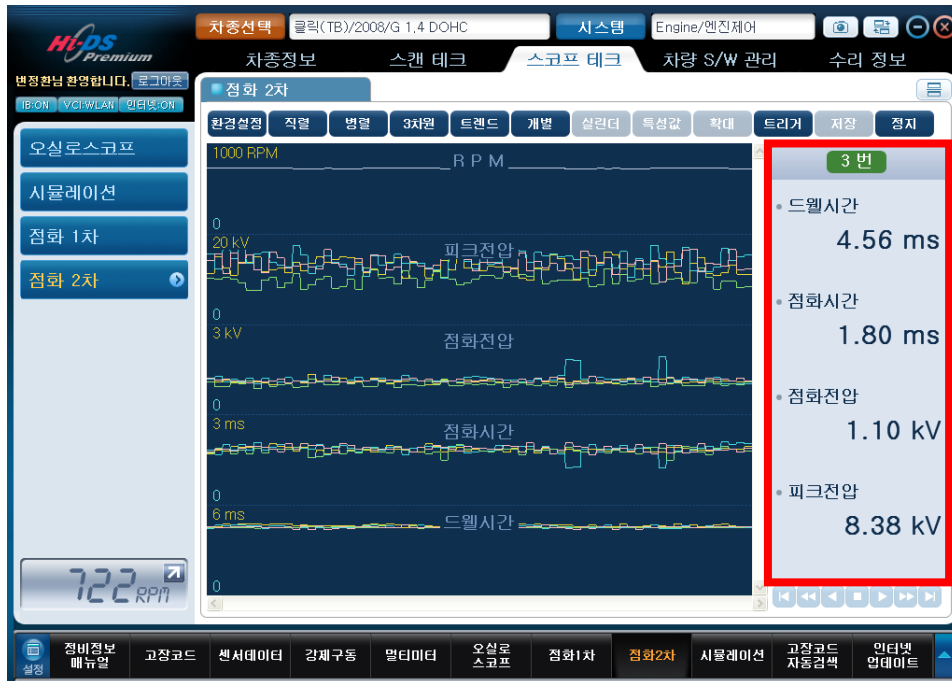 Hi-DS
Premium
차종선택
클릭(TB)/2008/G 1,4 DOHC
시스템
Engine/엔진제어
차종정보
스캔 테크
스코프 테크
차량 S/W 관리
수리 정보
변정환님 환영합니다.
로그아웃
IB:ON
VCI:WLAN
인터넷:ON
점화 2차
환경설정
직렬
병렬
3차원
트렌드
개별
실린더
특성값
확대
트리거
저장
정지
오실로스코프
시뮬레이션
점화 1차
점화 2차
1000 RPM
RPM
0
20 kV
피크전압
0
3 kV
점화전압
0
3 ms
점화시간
0
6 ms
드웰시간
0
3 번
드웰시간
4.56 ms
점화시간
1.80 ms
점화전압
1.10 kV
피크전압
8.38 kV
722 RPM
설정
정비정보
매뉴얼
고장코드
센서데이터
강제구동
멀티미터
오실로
스코프
점화1차
점화2차
시뮬레이션
고장코드
자동검색
인터넷
업데이트